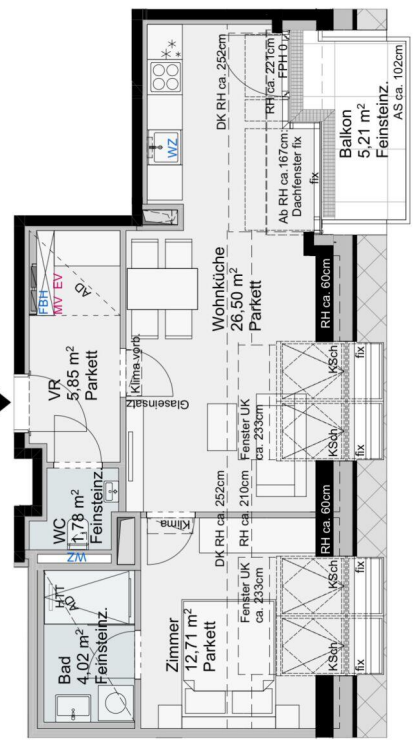 FBH
MV EV
AD
VR
5,85 m²
Parkett
WC
1,78 m²
Feinsteinz.
WZ
HTT
AD
Bad
4,02 m²
Feinsteinz.
Klima vorb.
Glaseinsatz
Klima
Zimmer
12,71 m²
Parkett
DK RH ca. 252cm
RH ca. 210cm
Fenster UK
ca. 233cm
Fenster UK
ca. 233cm
Wohnküche
26,50 m²
Parkett
WZ
DK RH ca. 252cm
RH ca. 221cm
FPH 0
Ab RH ca.167cm:
Dachfenster fix
fix
Balkon
5,21 m²
Feinsteinz.
AS ca. 102cm
RH ca. 60cm
KSch
KSch
fix
fix
RH ca. 60cm
KSch
KSch
fix
fix